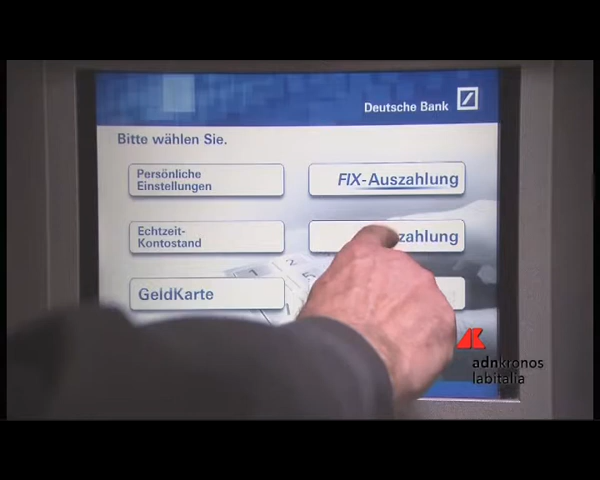 Deutsche Bank
Bitte wählen Sie.
Persönliche
Einstellungen
FIX-Auszahlung
Echtzeit-
Kontostand
zahlung
GeldKarte
adnkronos
labitalia